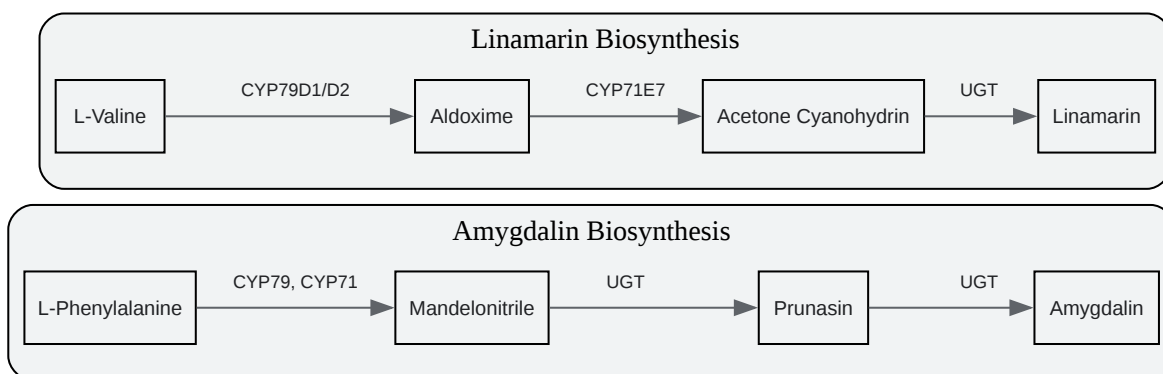 Linamarin Biosynthesis
CYP79D1/D2 CYP71E7 UGT
L-Valine Aldoxime Acetone Cyanohydrin Linamarin
Amygdalin Biosynthesis
CYP79, CYP71 UGT UGT
L-Phenylalanine Mandelonitrile Prunasin Amygdalin